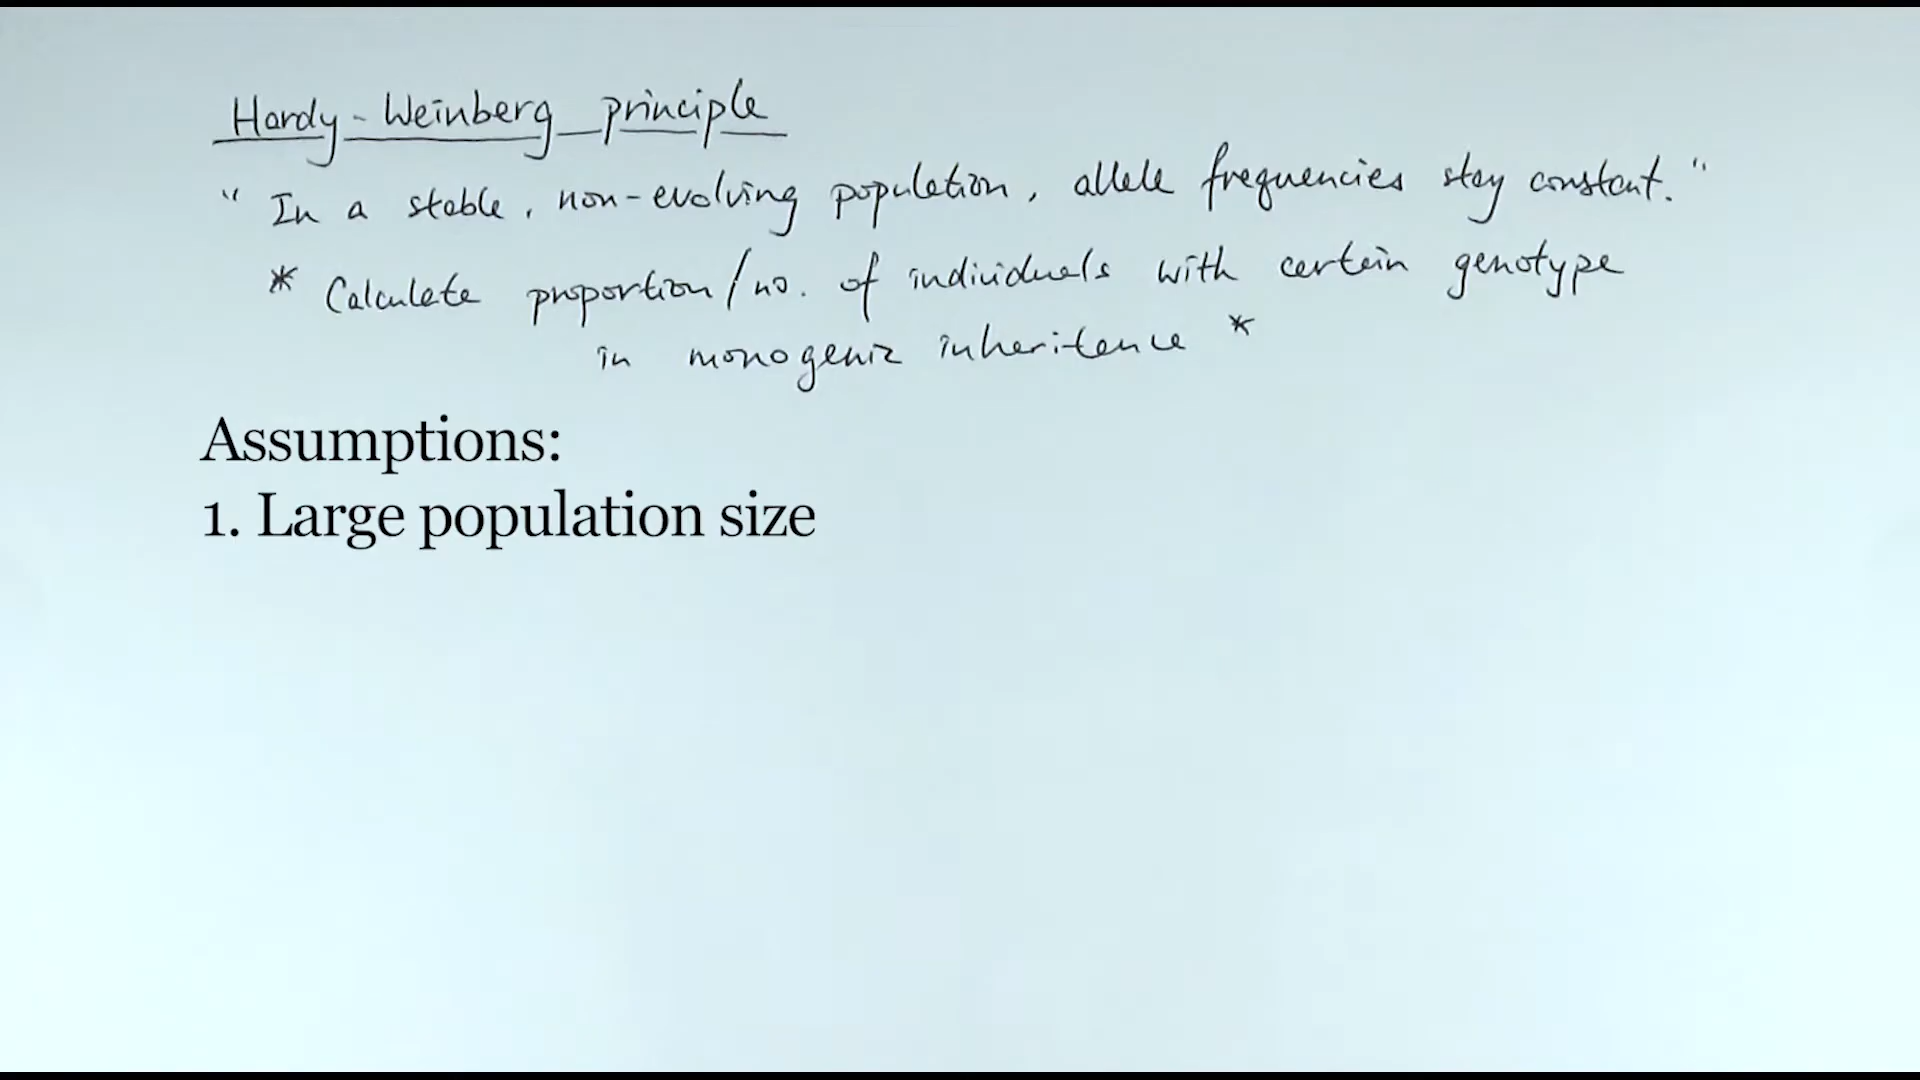 Hardy-Weinberg principle
" In a stable, non-evolving population, allele frequencies stay constant. "
* Calculate proportion/no. of individuals with certain genotype
in monogenic inheritence *
Assumptions:
1. Large population size